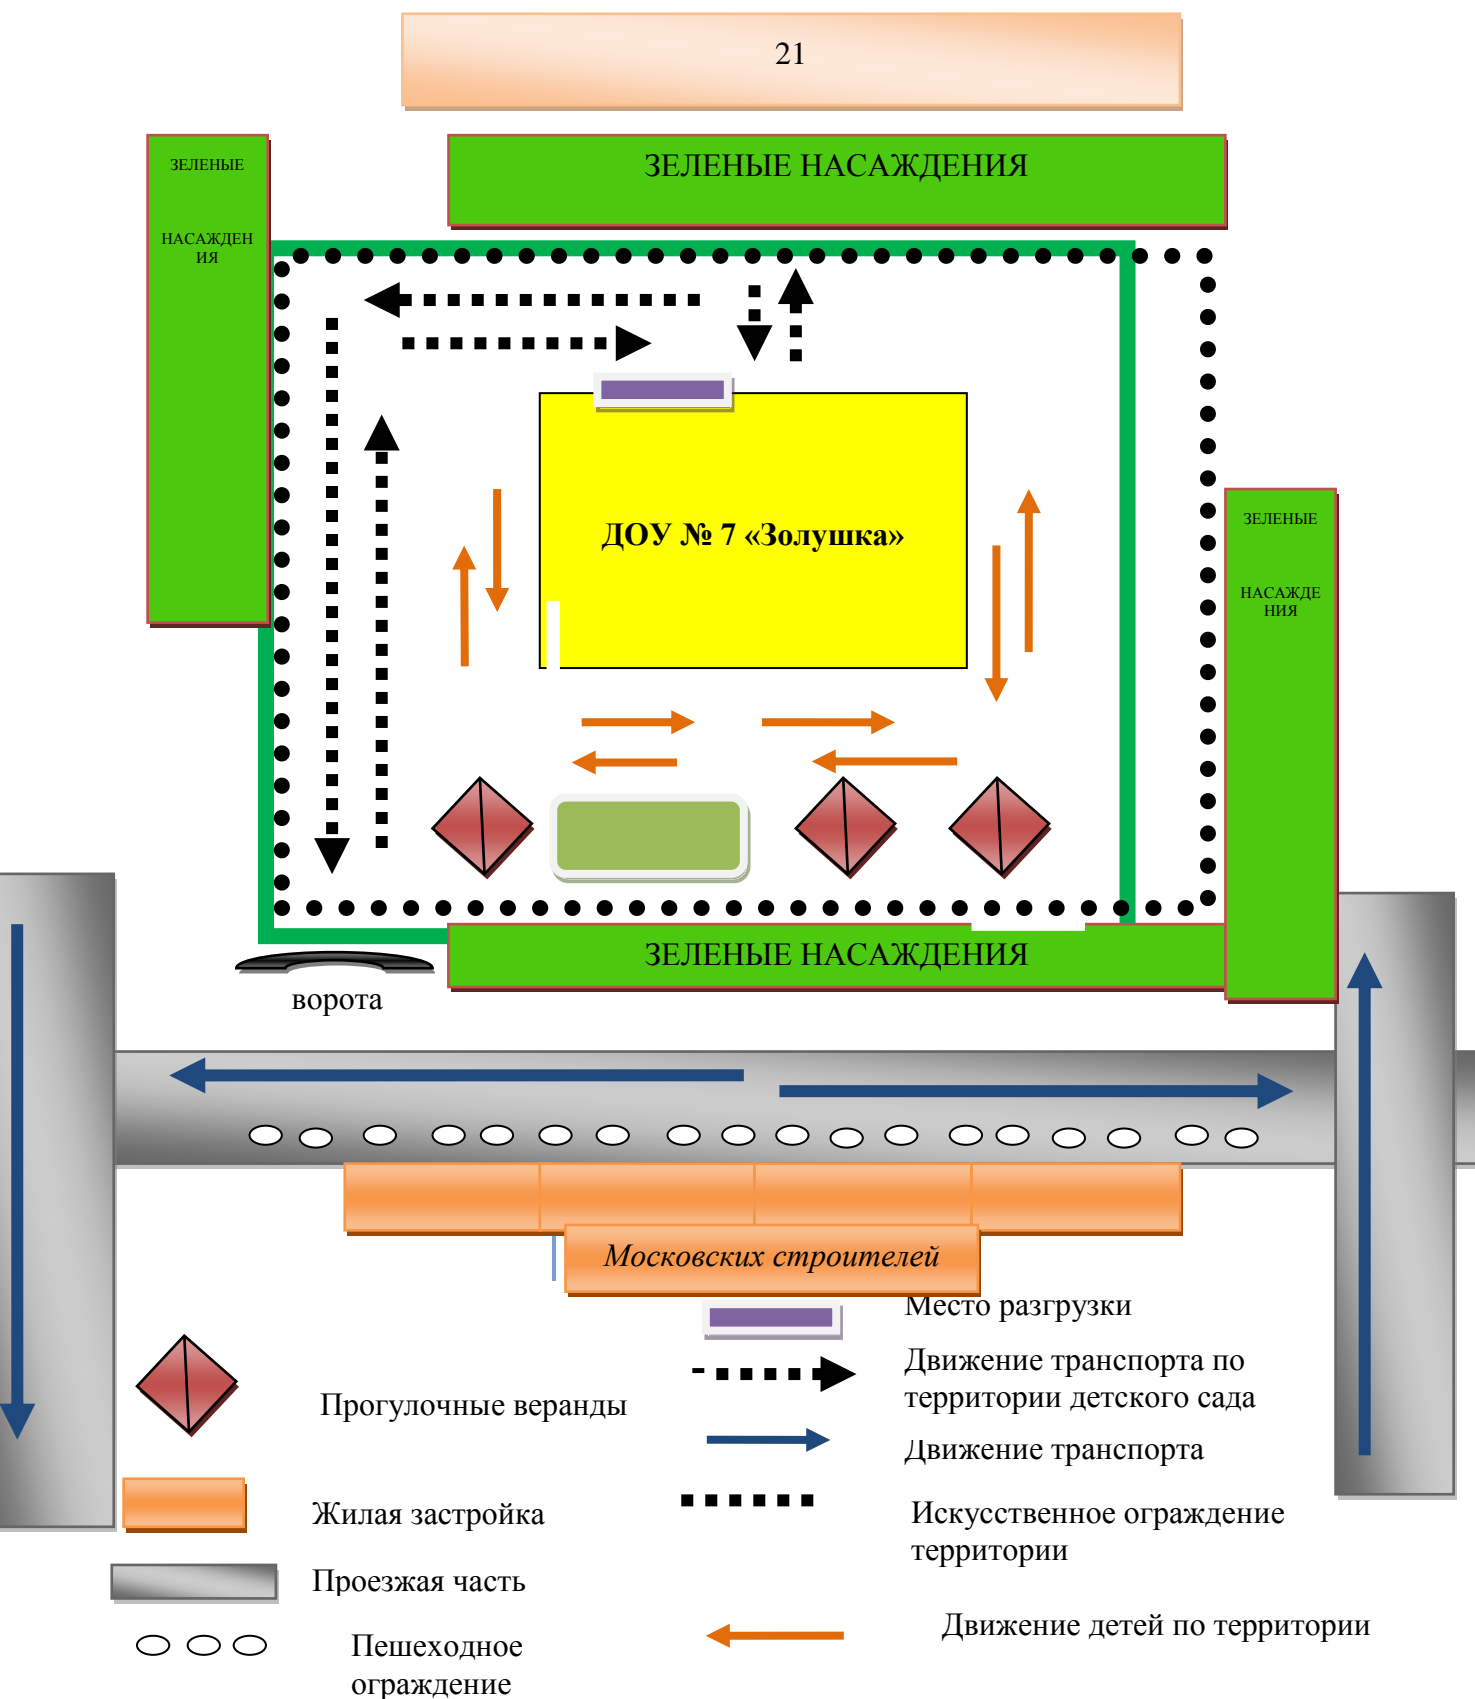 21
ЗЕЛЕНЫЕ НАСАЖДЕНИЯ
ЗЕЛЕНЫЕ
НАСАЖДЕН
ИЯ
ДОУ № 7 «Золушка»
ЗЕЛЕНЫЕ
НАСАЖДЕ
НИЯ
ЗЕЛЕНЫЕ НАСАЖДЕНИЯ
ворота
Московских строителей
Место разгрузки
Движение транспорта по
территории детского сада
Прогулочные веранды
Движение транспорта
Жилая застройка
Искусственное ограждение
территории
Проезжая часть
Движение детей по территории
Пешеходное
ограждение